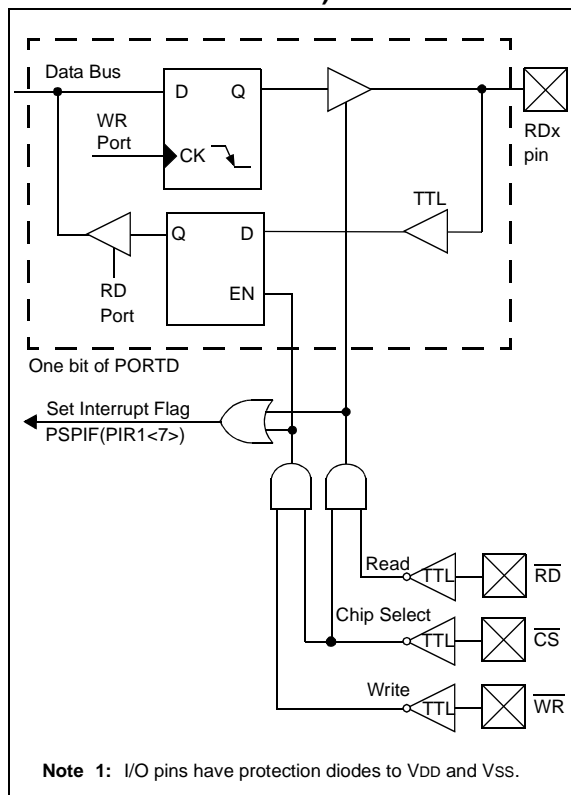 Data Bus
D Q
WR
Port
CK
RDx
pin
TTL
Q D
RD
Port
EN
One bit of PORTD
Set Interrupt Flag
PSPIF(PIR1<7>)
Read
TTL
RD
Chip Select
TTL
CS
Write
TTL
WR
Note 1: I/O pins have protection diodes to VDD and VSS.